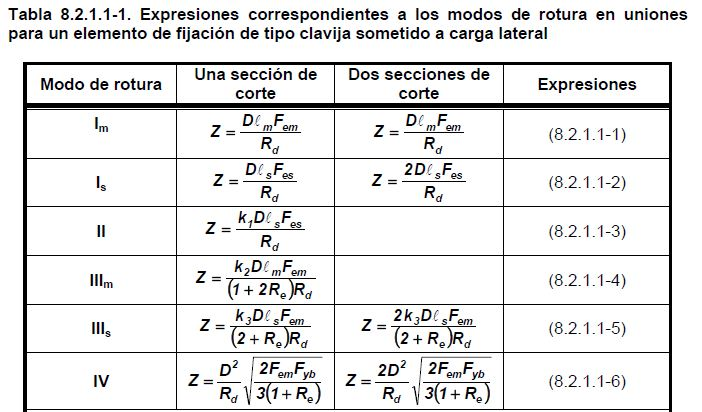 Tabla 8.2.1.1-1. Expresiones correspondientes a los modos de rotura en uniones
para un elemento de fijación de tipo clavija sometido a carga lateral
Modo de rotura | Una sección de corte | Dos secciones de corte | Expresiones
I_m | Z = Dℓ_mF_em / R_d | Z = Dℓ_mF_em / R_d | (8.2.1.1-1)
I_s | Z = Dℓ_sF_es / R_d | Z = 2Dℓ_sF_es / R_d | (8.2.1.1-2)
II | Z = k_1Dℓ_sF_es / R_d | | (8.2.1.1-3)
III_m | Z = k_2Dℓ_mF_em / (1 + 2R_e)R_d | | (8.2.1.1-4)
III_s | Z = k_3Dℓ_sF_em / (2 + R_e)R_d | Z = 2k_3Dℓ_sF_em / (2 + R_e)R_d | (8.2.1.1-5)
IV | Z = D² / R_d √(2F_emF_yb / 3(1 + R_e)) | Z = 2D² / R_d √(2F_emF_yb / 3(1 + R_e)) | (8.2.1.1-6)